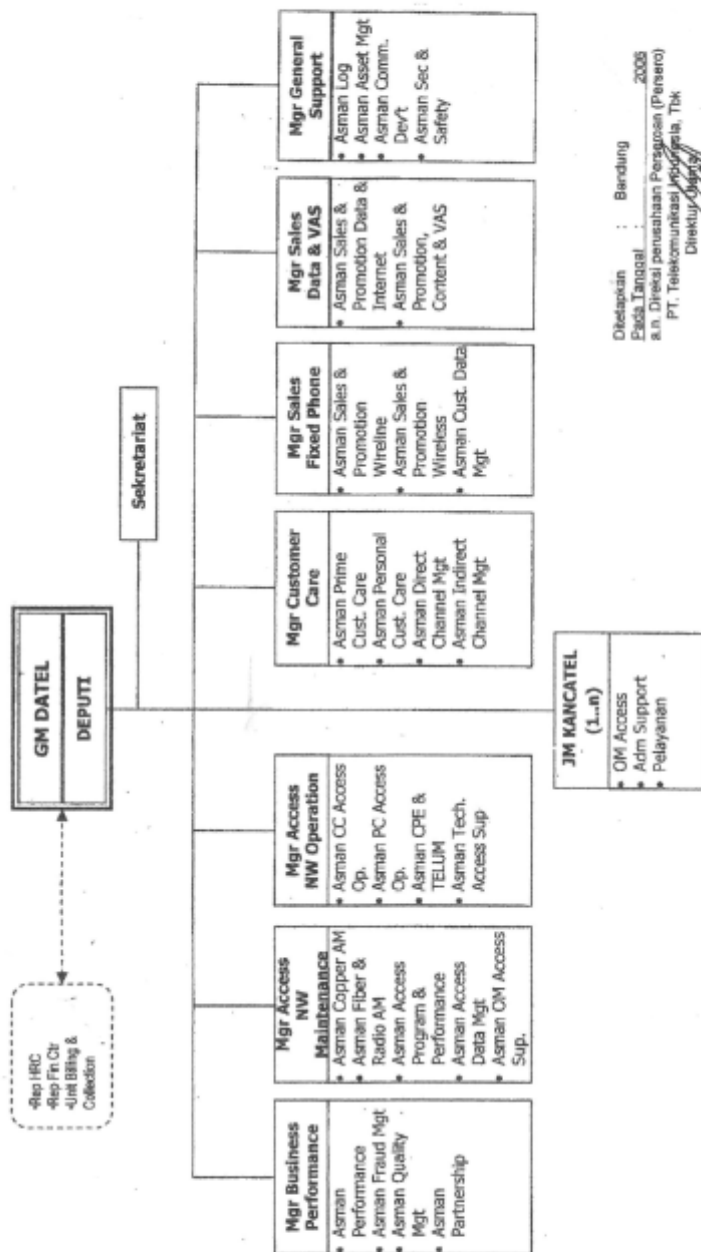 •Rep HRC
•Rep Fin Ctr
•Unit Billing &
Collection
GM DATEL
DEPUTI
Sekretariat
Mgr Business
Performance
• Asman
Performance
• Asman Fraud Mgt
• Asman Quality
Mgt
• Asman
Partnership
Mgr Access
NW
Maintenance
• Asman Copper AM
• Asman Fiber &
Radio AM
• Asman Access
Program &
Performance
• Asman Access
Data Mgt
• Asman OM Access
Sup.
Mgr Access
NW Operation
• Asman CC Access
Op.
• Asman PC Access
Op.
• Asman CPE &
TELUM
• Asman Tech.
Access Sup
Mgr Customer
Care
• Asman Prime
Cust. Care
• Asman Personal
Cust. Care
• Asman Direct
Channel Mgt
• Asman Indirect
Channel Mgt
Mgr Sales
Fixed Phone
• Asman Sales &
Promotion
Wireline
• Asman Sales &
Promotion
Wireless
• Asman Cust. Data
Mgt
Mgr Sales
Data & VAS
• Asman Sales &
Promotion Data &
Internet
• Asman Sales &
Promotion,
Content & VAS
Mgr General
Support
• Asman Log
• Asman Asset Mgt
• Asman Comm.
Dev't
• Asman Sec &
Safety
JM KANCATEL
(1..n)
• OM Access
• Adm Support
• Pelayanan
Ditetapkan : Bandung
Pada Tanggal : 2006
a.n. Direksi perusahaan Perseroan (Persero)
PT. Telekomunikasi Indonesia, Tbk
Direktur Utama